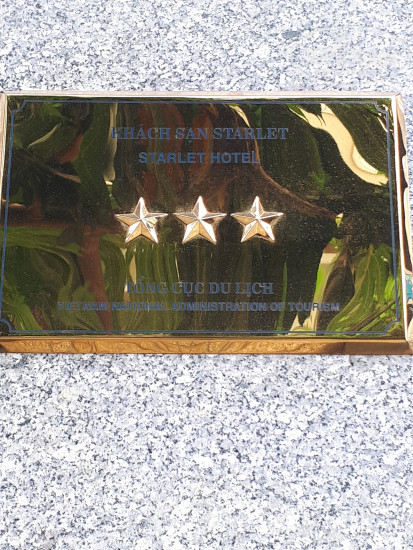 KHÁCH SẠN STARLET
STARLET HOTEL
TỔNG CỤC DU LỊCH
VIETNAM NATIONAL ADMINISTRATION OF TOURISM